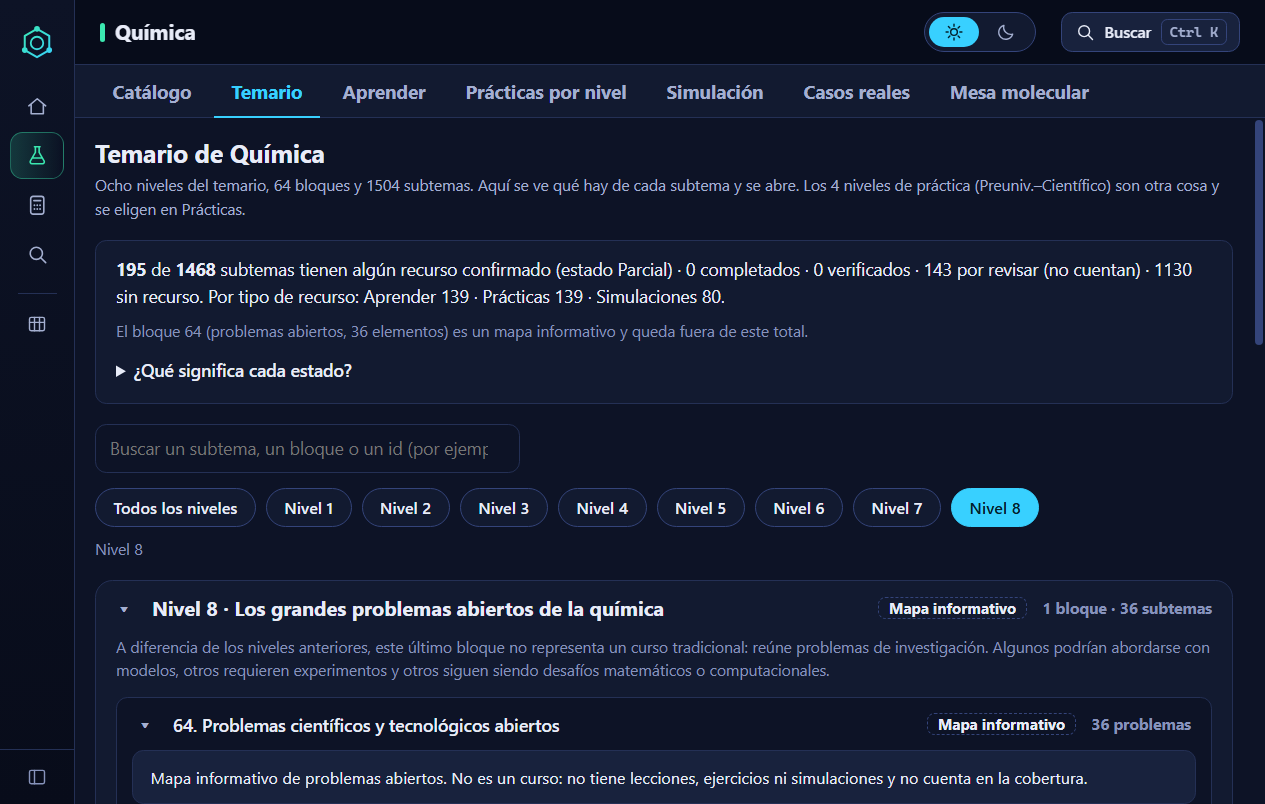 Química
Buscar Ctrl K
Catálogo Temario Aprender Prácticas por nivel Simulación Casos reales Mesa molecular
Temario de Química
Ocho niveles del temario, 64 bloques y 1504 subtemas. Aquí se ve qué hay de cada subtema y se abre. Los 4 niveles de práctica (Preuniv.–Científico) son otra cosa y
se eligen en Prácticas.
195 de 1468 subtemas tienen algún recurso confirmado (estado Parcial) · 0 completados · 0 verificados · 143 por revisar (no cuentan) · 1130
sin recurso. Por tipo de recurso: Aprender 139 · Prácticas 139 · Simulaciones 80.
El bloque 64 (problemas abiertos, 36 elementos) es un mapa informativo y queda fuera de este total.
¿Qué significa cada estado?
Buscar un subtema, un bloque o un id (por ejemp
Todos los niveles Nivel 1 Nivel 2 Nivel 3 Nivel 4 Nivel 5 Nivel 6 Nivel 7 Nivel 8
Nivel 8
Nivel 8 · Los grandes problemas abiertos de la química Mapa informativo 1 bloque · 36 subtemas
A diferencia de los niveles anteriores, este último bloque no representa un curso tradicional: reúne problemas de investigación. Algunos podrían abordarse con
modelos, otros requieren experimentos y otros siguen siendo desafíos matemáticos o computacionales.
64. Problemas científicos y tecnológicos abiertos Mapa informativo 36 problemas
Mapa informativo de problemas abiertos. No es un curso: no tiene lecciones, ejercicios ni simulaciones y no cuenta en la cobertura.